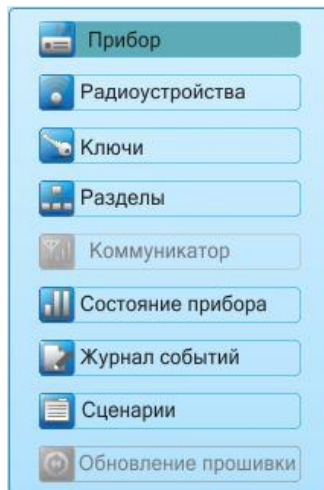 Прибор
Радиоустройства
Ключи
Разделы
Коммуникатор
Состояние прибора
Журнал событий
Сценарии
Обновление прошивки